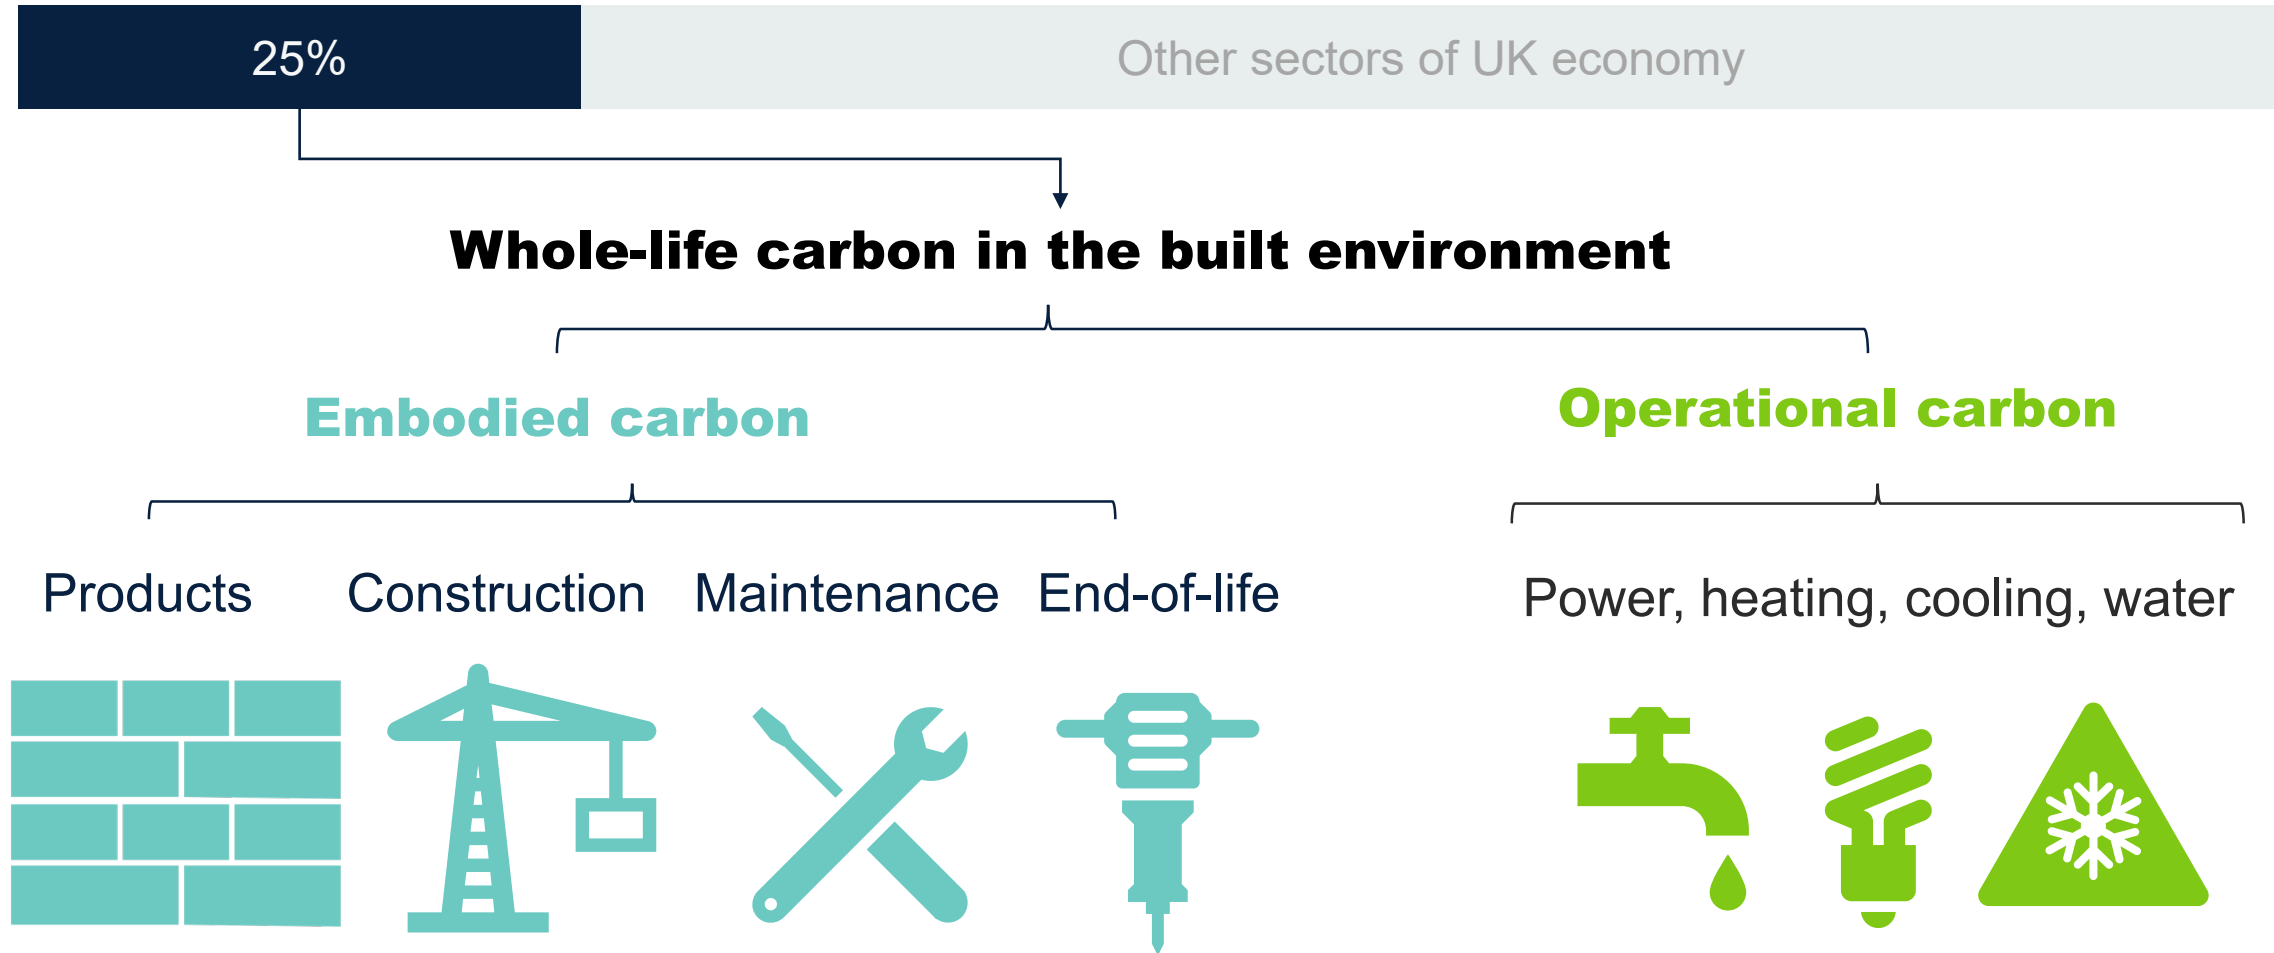 25%
Other sectors of UK economy
Whole-life carbon in the built environment
Embodied carbon
Operational carbon
Products
Construction
Maintenance
End-of-life
Power, heating, cooling, water